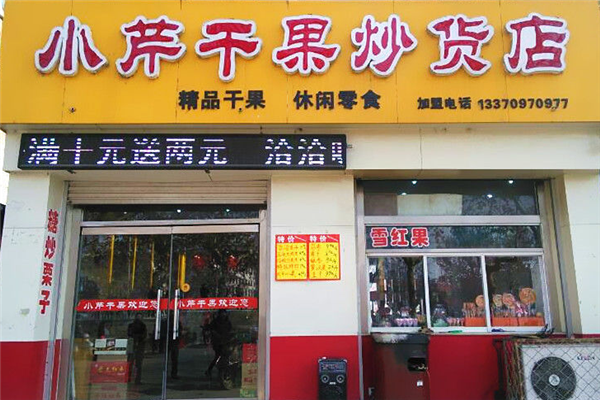 小芹干果炒货店
精品干果 休闲零食 加盟电话 13370970977
满十元送两元 洽洽
糖炒栗子
特价
特价
雪红果
小芹干果欢迎您
小芹干果欢迎您